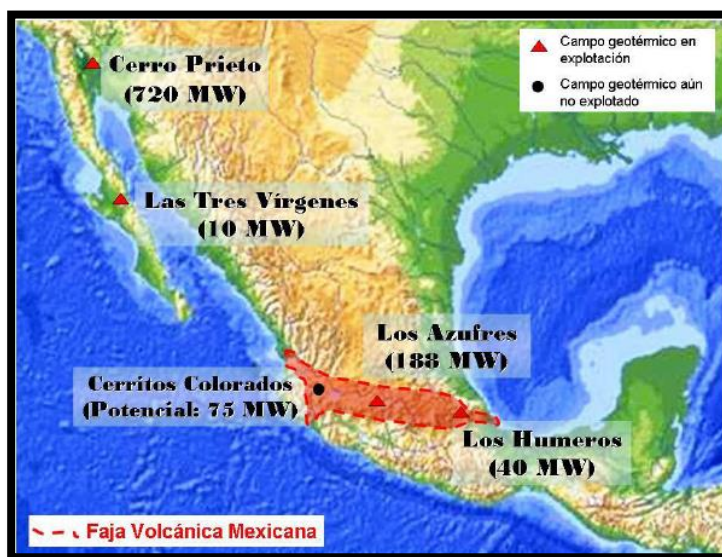 Cerro Prieto
(720 MW)
Campo geotérmico en
explotación
Campo geotérmico aún
no explotado
Las Tres Vírgenes
(10 MW)
Los Azufres
(188 MW)
Cerritos Colorados
(Potencial: 75 MW)
Los Humeros
(40 MW)
Faja Volcánica Mexicana